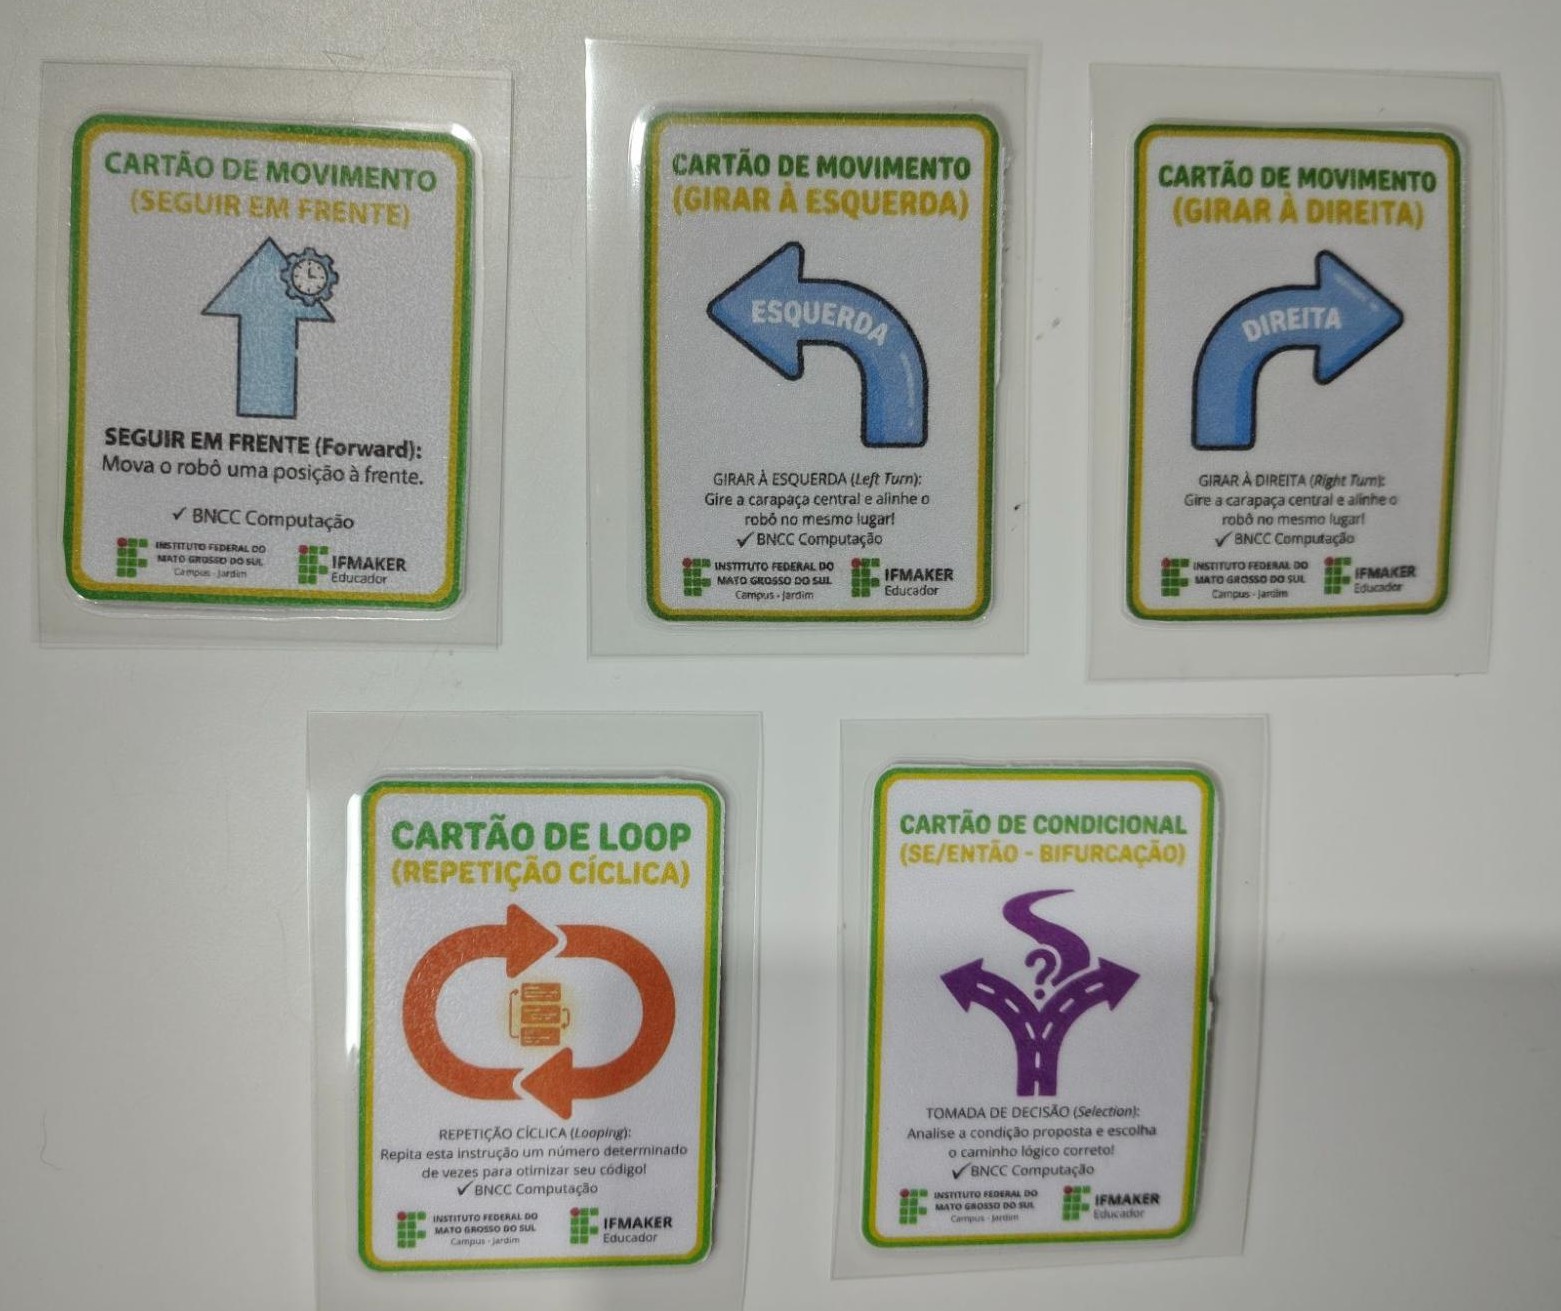 CARTÃO DE MOVIMENTO
(SEGUIR EM FRENTE)
SEGUIR EM FRENTE (Forward):
Mova o robô uma posição à frente.
✓ BNCC Computação
INSTITUTO FEDERAL DO
MATO GROSSO DO SUL
Campus - Jardim
IFMAKER
Educador
CARTÃO DE MOVIMENTO
(GIRAR À ESQUERDA)
ESQUERDA
GIRAR À ESQUERDA (Left Turn):
Gire a carapaça central e alinhe o
robô no mesmo lugar!
✓ BNCC Computação
INSTITUTO FEDERAL DO
MATO GROSSO DO SUL
Campus - Jardim
IFMAKER
Educador
CARTÃO DE MOVIMENTO
(GIRAR À DIREITA)
DIREITA
GIRAR À DIREITA (Right Turn):
Gire a carapaça central e alinhe o
robô no mesmo lugar!
✓ BNCC Computação
INSTITUTO FEDERAL DO
MATO GROSSO DO SUL
Campus - Jardim
IFMAKER
Educador
CARTÃO DE LOOP
(REPETIÇÃO CÍCLICA)
REPETIÇÃO CÍCLICA (Looping):
Repita esta instrução um número determinado
de vezes para otimizar seu código!
✓ BNCC Computação
INSTITUTO FEDERAL DO
MATO GROSSO DO SUL
Campus - Jardim
IFMAKER
Educador
CARTÃO DE CONDICIONAL
(SE/ENTÃO - BIFURCAÇÃO)
?
TOMADA DE DECISÃO (Selection):
Analise a condição proposta e escolha
o caminho lógico correto!
✓ BNCC Computação
INSTITUTO FEDERAL DO
MATO GROSSO DO SUL
Campus - Jardim
IFMAKER
Educador